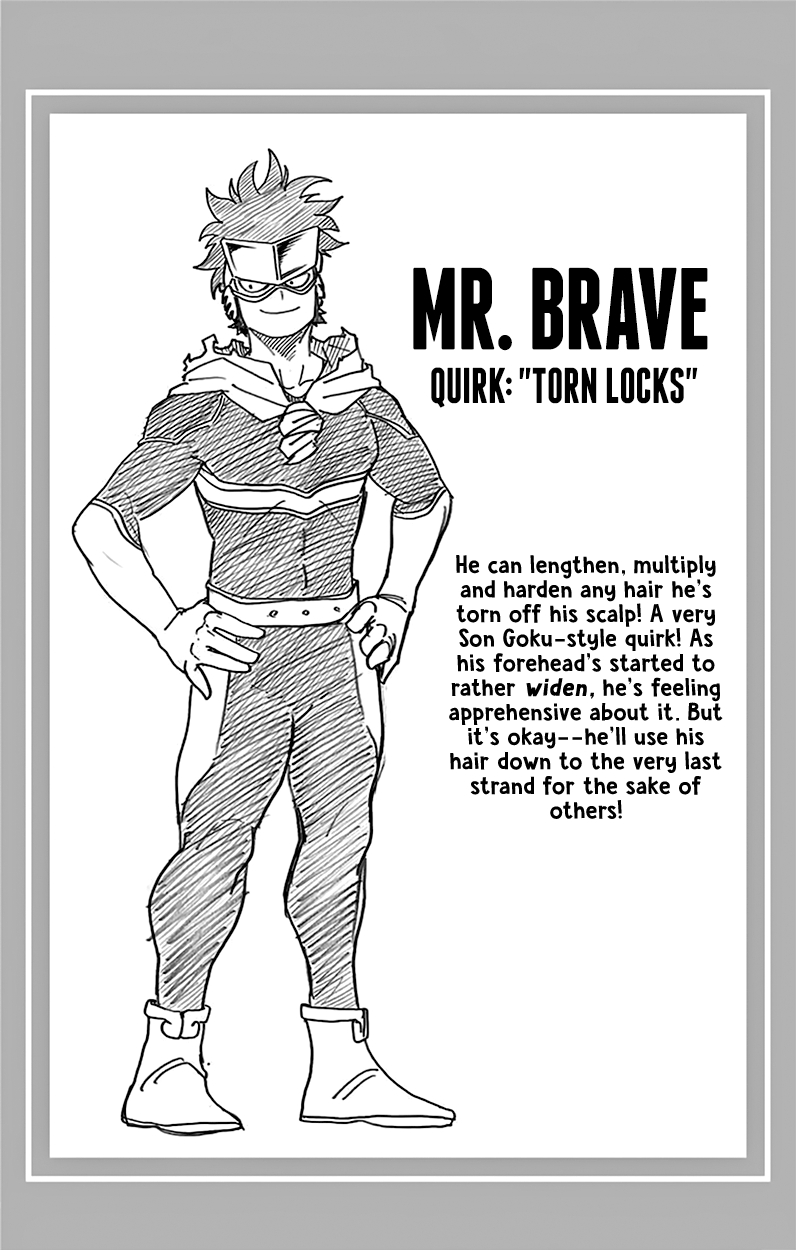 MR. BRAVE
QUIRK: "TORN LOCKS"
He can lengthen, multiply
and harden any hair he's
torn off his scalp! A very
Son Goku-style quirk! As
his forehead's started to
rather widen, he's feeling
apprehensive about it. But
it's okay--he'll use his
hair down to the very last
strand for the sake of
others!